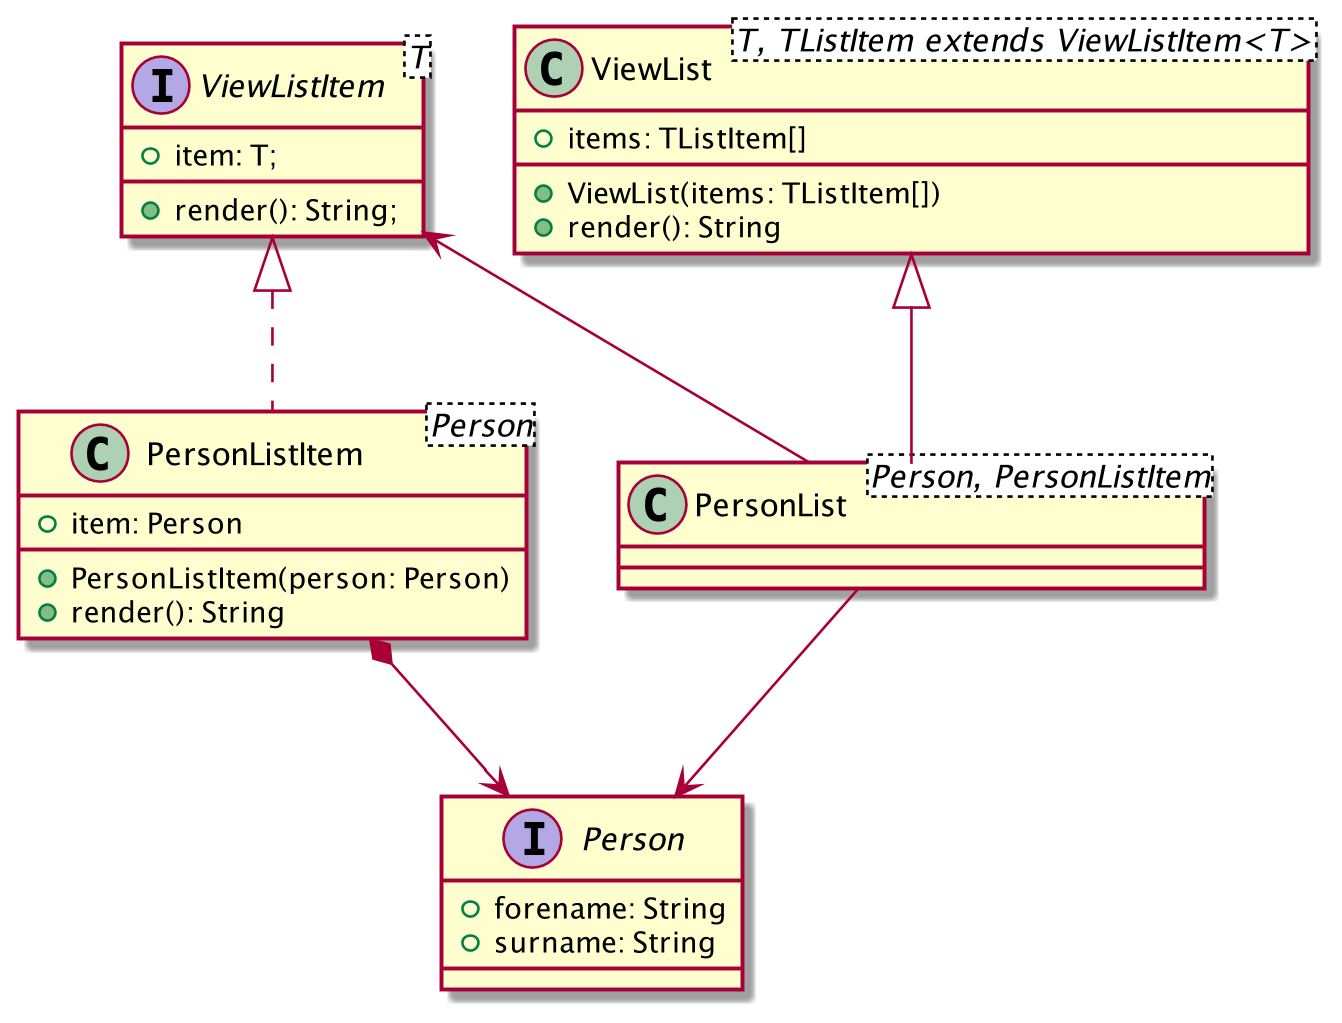 T
I ViewListItem
item: T;
render(): String;
T, TListItem extends ViewListItem<T>
C ViewList
items: TListItem[]
ViewList(items: TListItem[])
render(): String
Person
C PersonListItem
item: Person
PersonListItem(person: Person)
render(): String
Person, PersonListItem
C PersonList
I Person
forename: String
surname: String